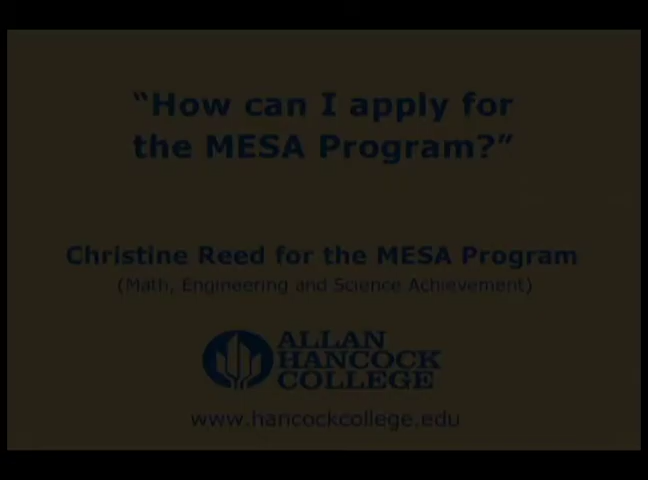 “How can I apply for
the MESA Program?”
Christine Reed for the MESA Program
(Math, Engineering and Science Achievement)
ALLAN
HANCOCK
COLLEGE
www.hancockcollege.edu